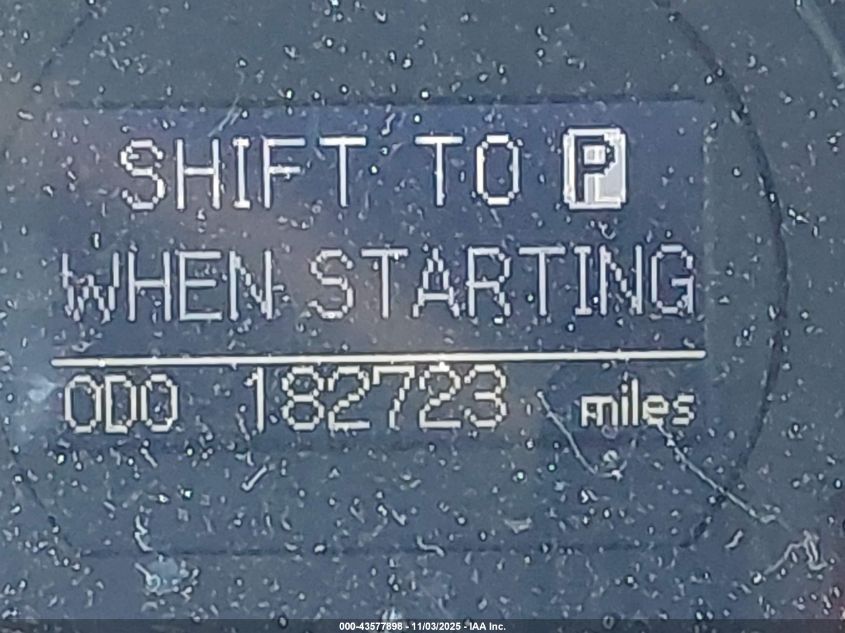 SHIFT TO P
WHEN STARTING
ODO 182723 miles
000-43577898 - 11/03/2025 - IAA Inc.